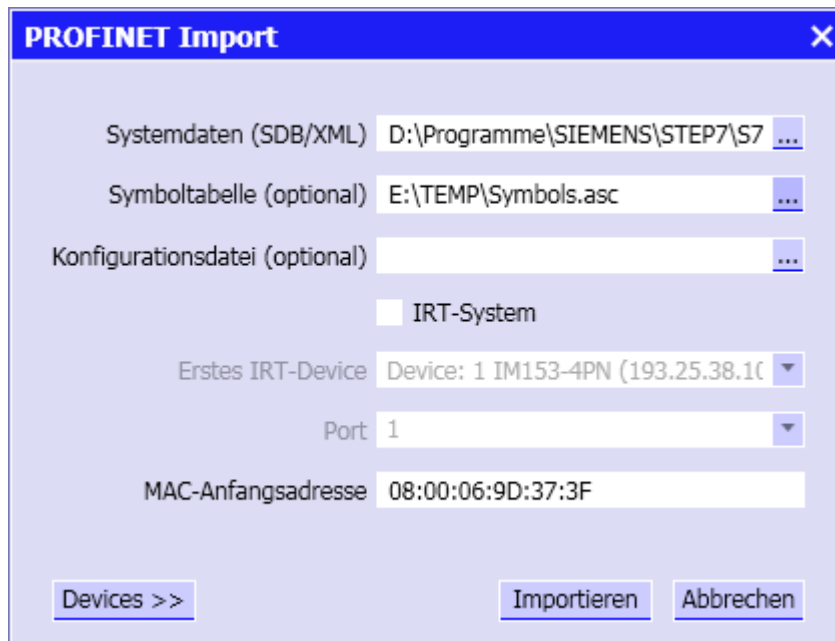 PROFINET Import
Systemdaten (SDB/XML) D:\Programme\SIEMENS\STEP7\S7 ...
Symboltabelle (optional) E:\TEMP\Symbols.asc ...
Konfigurationsdatei (optional) ...
IRT-System
Erstes IRT-Device Device: 1 IM153-4PN (193.25.38.10
Port 1
MAC-Anfangsadresse 08:00:06:9D:37:3F
Devices >> Importieren Abbrechen